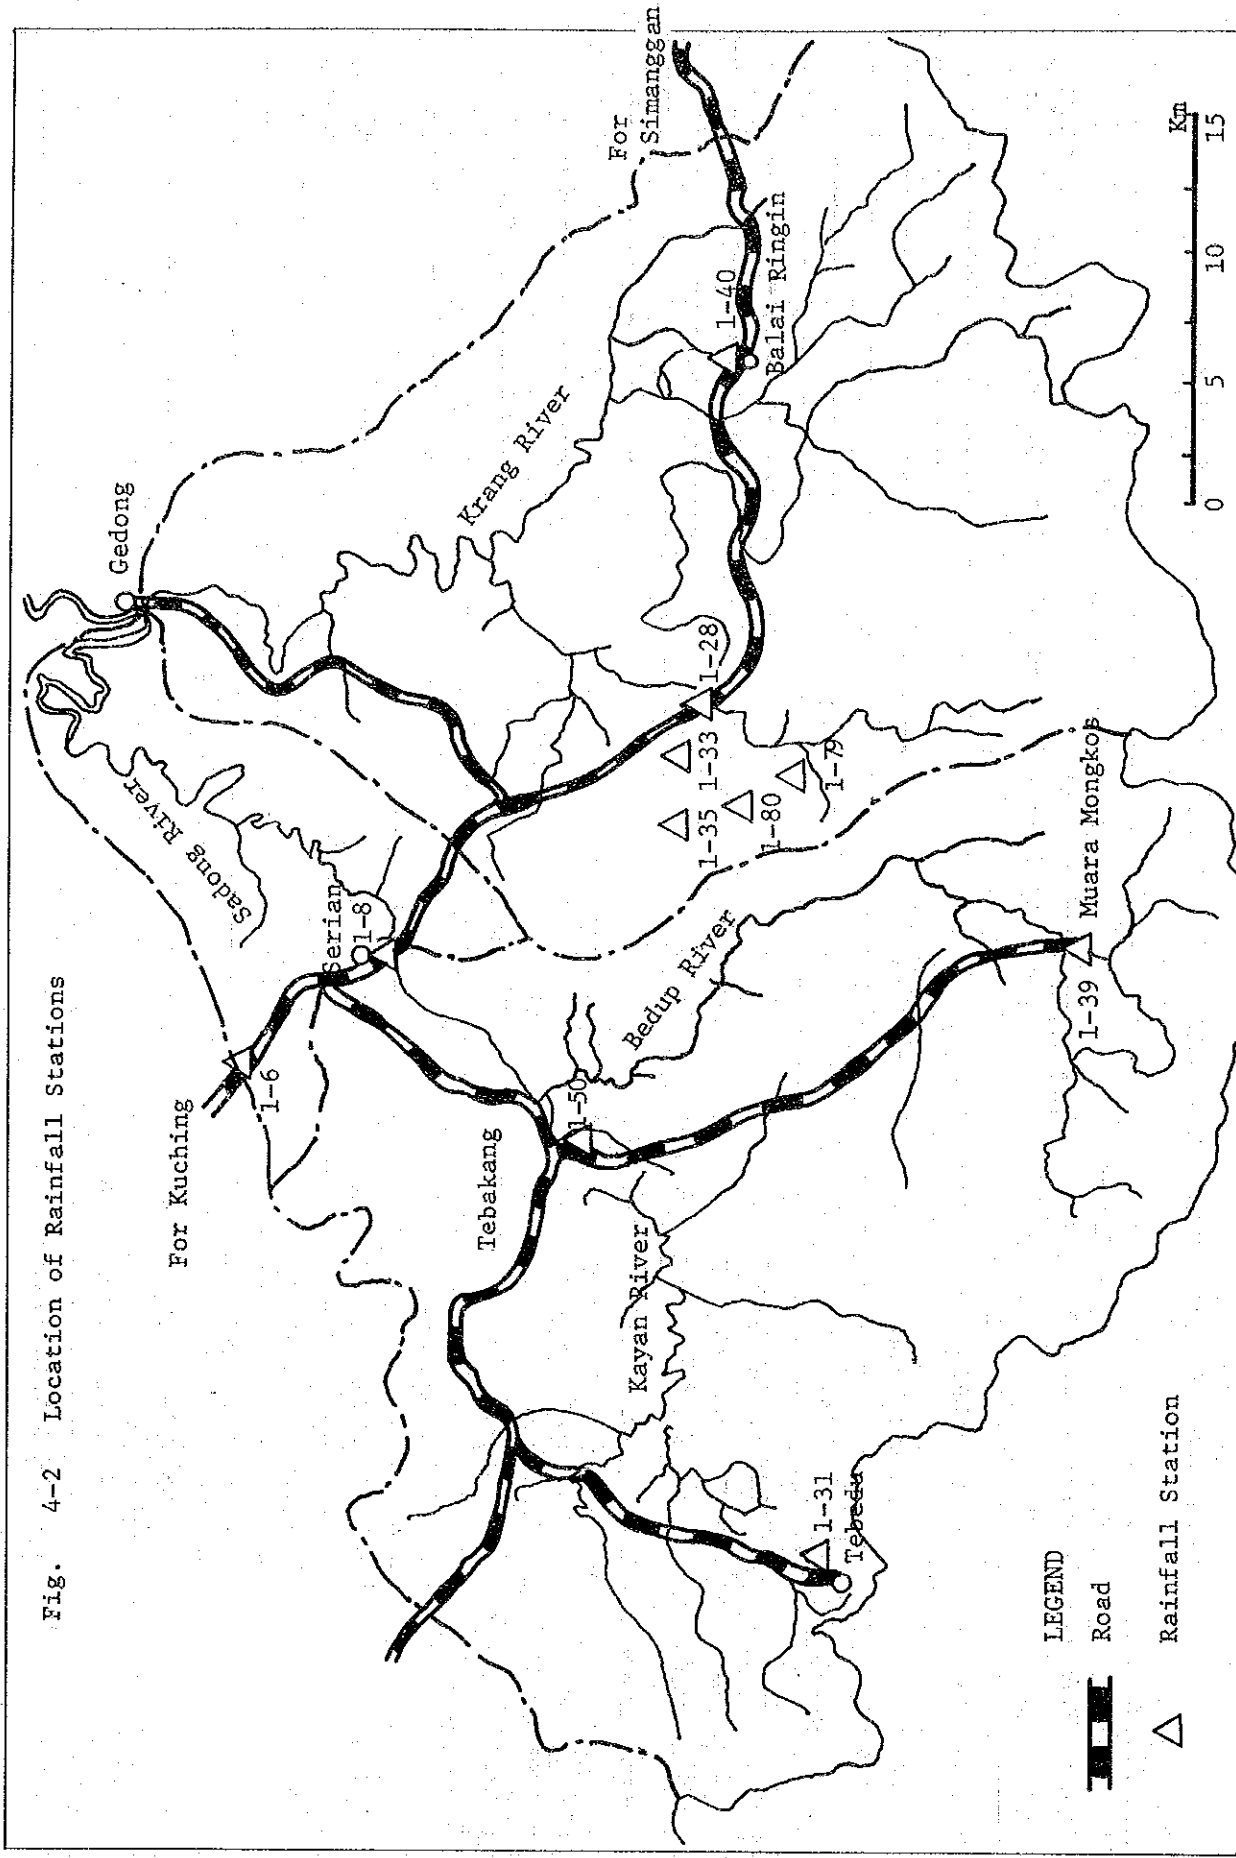 Fig. 4-2 Location of Rainfall Stations
For Kuching
1-6
Serian
1-8
Sadong River
Gedong
Tebakang
1-50
Bedup River
Krang River
For
Simanggan
1-40
Balai Ringin
1-28
1-33
1-35
1-80
1-79
Kayan River
1-31
Tebedu
1-39
Muara Mongkos
LEGEND
Road
Rainfall Station
Km
0 5 10 15